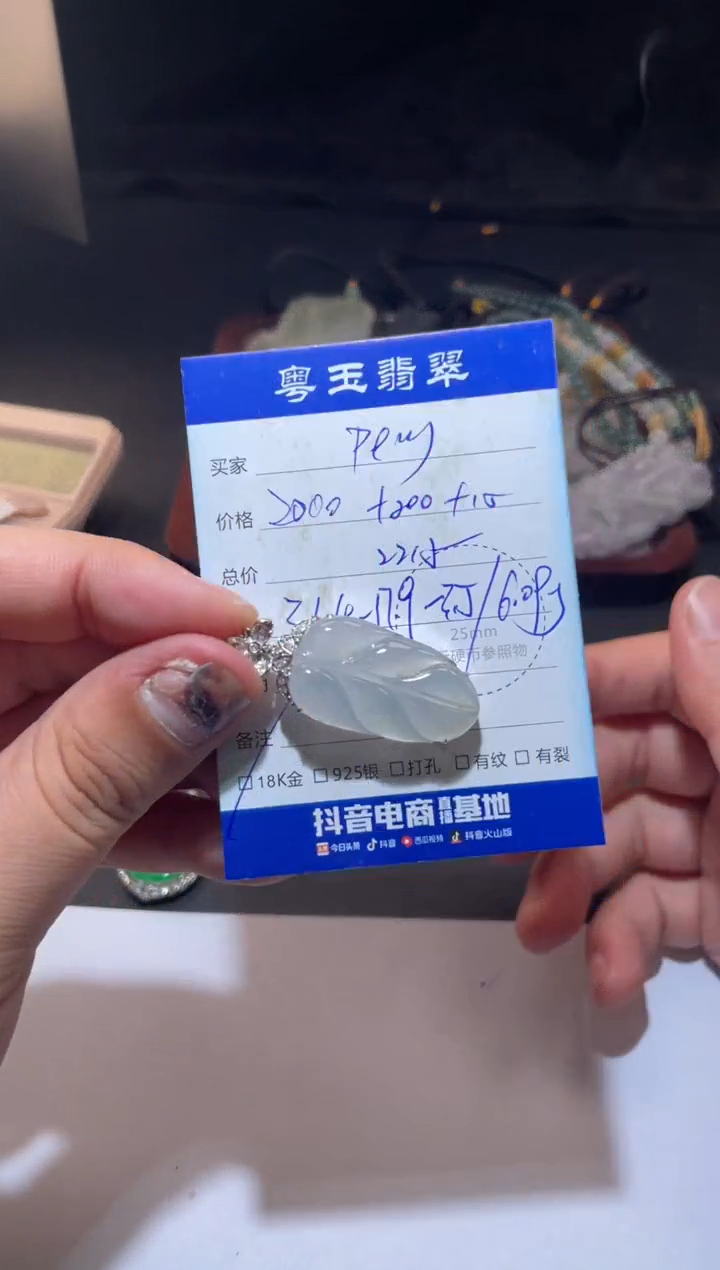 粤玉翡翠
买家 Peny
价格 2000 +200 +15
总价 2215
25mm
硬币参照物
备注
18K金 925银 打孔 有纹 有裂
抖音电商直播基地
今日头条 抖音 西瓜视频 抖音火山版